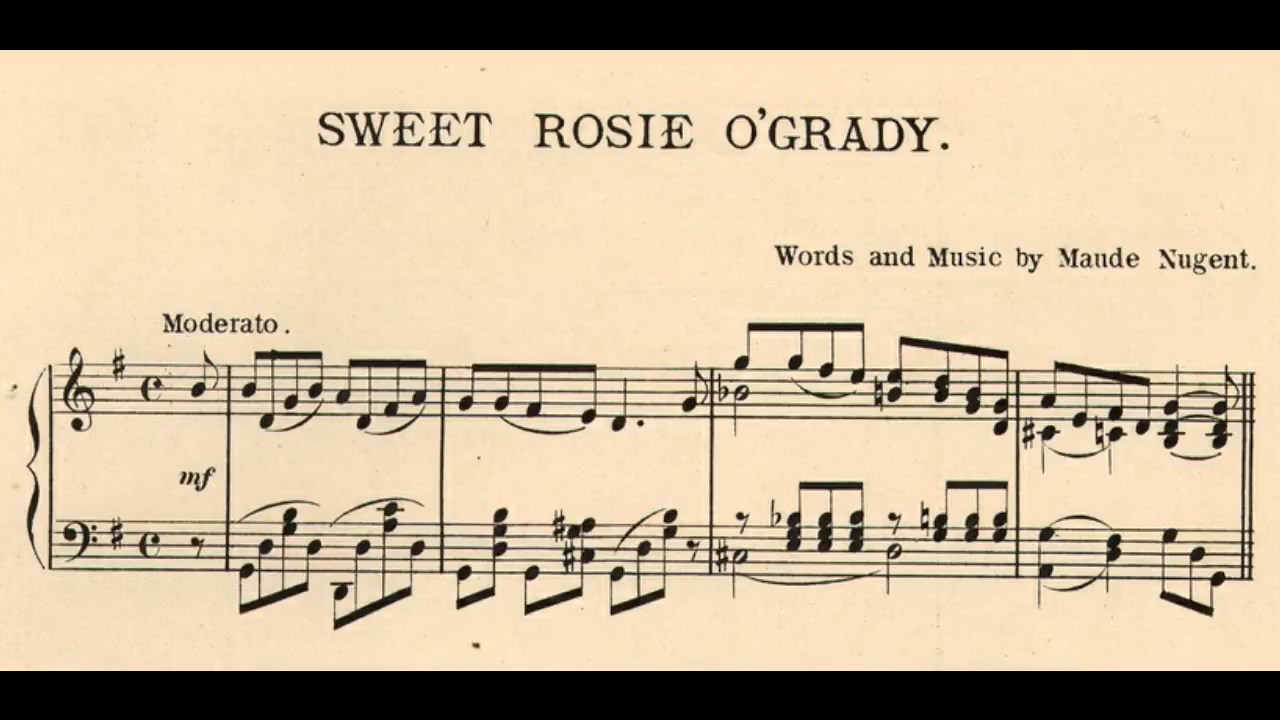 SWEET ROSIE O'GRADY.
Words and Music by Maude Nugent.
Moderato.
mf